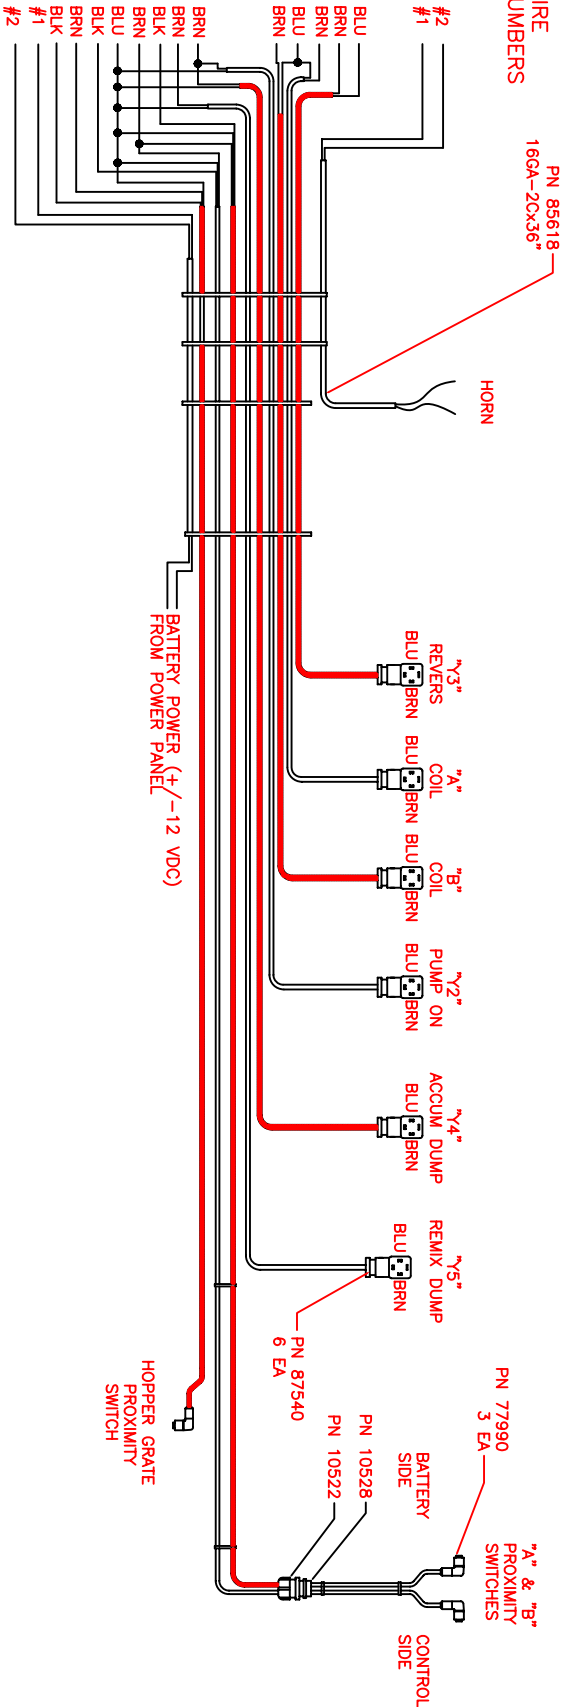 IRE
UMBERS
PN 85618
16GA-2Cx36"
HORN
#2
#1
BLU
BRN
BRN
BLU
BRN
BRN
BRN
BLK
BRN
BLU
BLK
BRN
BLK
#1
#2
"Y3"
REVERS
BLU BRN
"A"
COIL
BLU BRN
"B"
COIL
BLU BRN
"Y2"
PUMP ON
BLU BRN
"Y4"
ACCUM DUMP
BLU BRN
"Y5"
REMIX DUMP
BLU BRN
PN 87540
6 EA
PN 77990
3 EA
"A" & "B"
PROXIMITY
SWITCHES
BATTERY
SIDE
CONTROL
SIDE
PN 10528
PN 10522
BATTERY POWER (+/-12 VDC)
FROM POWER PANEL
HOPPER GRATE
PROXIMITY
SWITCH